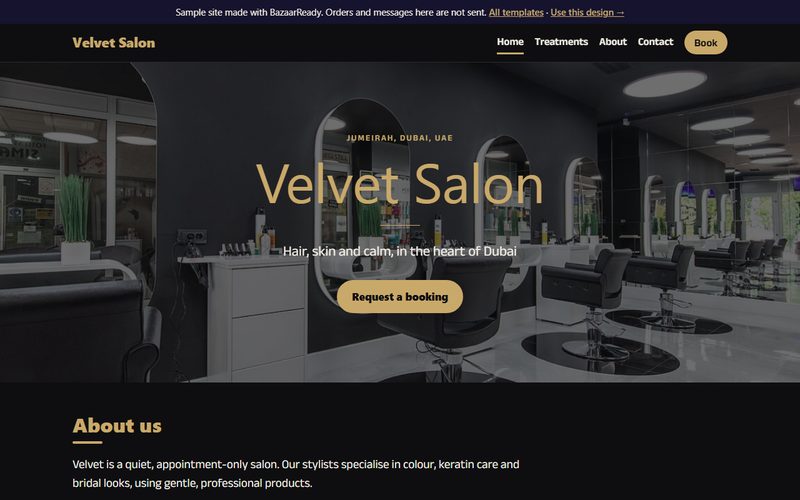 Sample site made with BazaarReady. Orders and messages here are not sent. All templates · Use this design →
Velvet Salon
Home Treatments About Contact Book
JUMEIRAH, DUBAI, UAE
Velvet Salon
Hair, skin and calm, in the heart of Dubai
Request a booking
About us
Velvet is a quiet, appointment-only salon. Our stylists specialise in colour, keratin care and
bridal looks, using gentle, professional products.